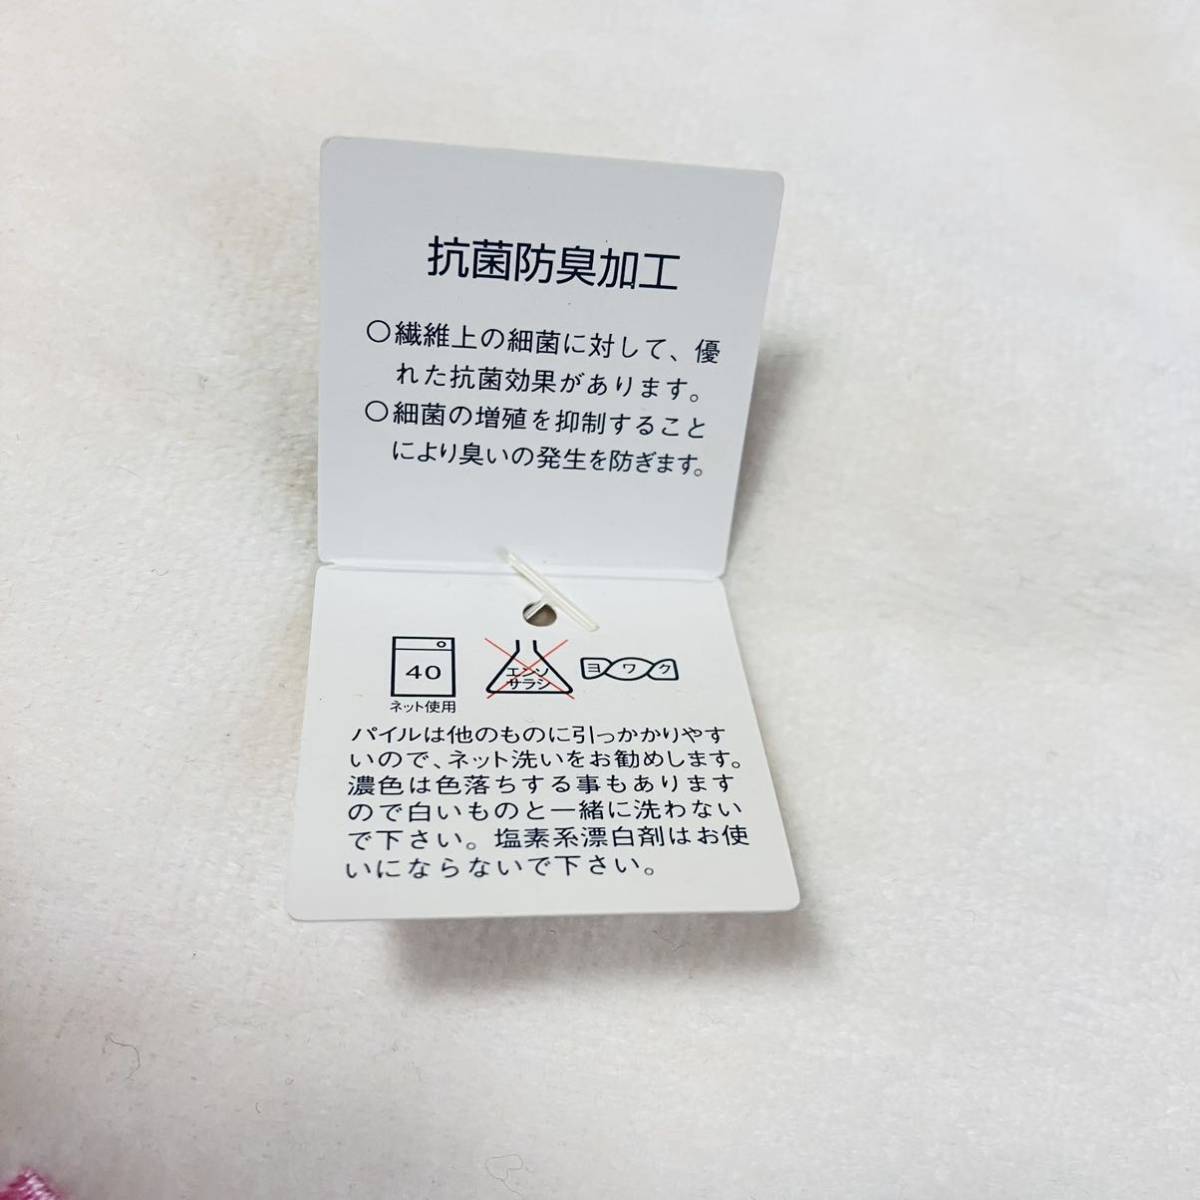 抗菌防臭加工
○繊維上の細菌に対して、優
れた抗菌効果があります。
○細菌の増殖を抑制すること
により臭いの発生を防ぎます。
40
ネット使用
エンソ
サラシ
ヨワク
パイルは他のものに引っかかりやす
いので、ネット洗いをお勧めします。
濃色は色落ちする事もあります
ので白いものと一緒に洗わない
で下さい。塩素系漂白剤はお使
いにならないで下さい。